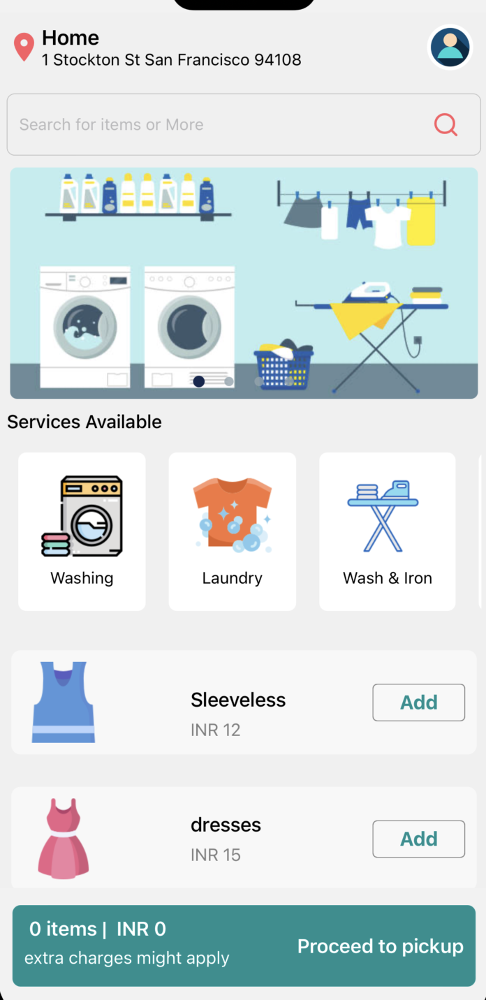 Home
1 Stockton St San Francisco 94108
Search for items or More
Services Available
Washing
Laundry
Wash & Iron
Sleeveless
INR 12
Add
dresses
INR 15
Add
0 items | INR 0
extra charges might apply
Proceed to pickup